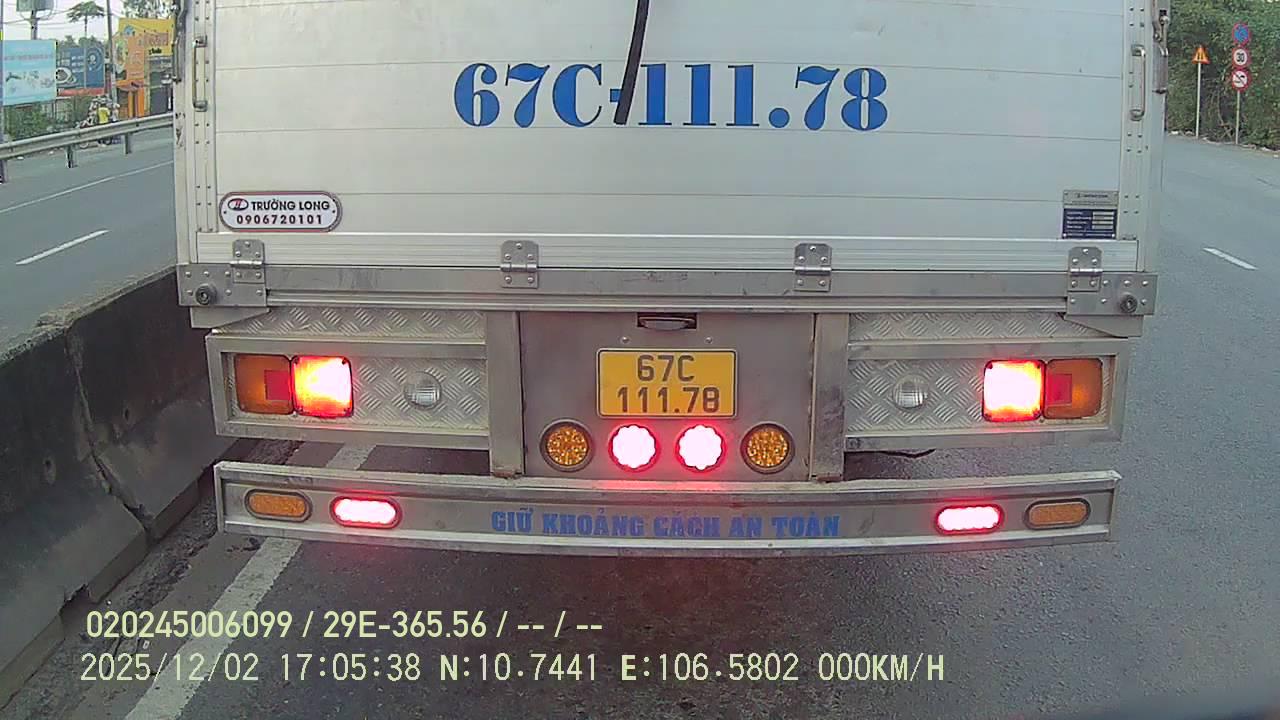 67C-111.78
TRƯỜNG LONG
0906720101
80
67C
111.78
GIỮ KHOẢNG CÁCH AN TOÀN
020245006099 / 29E-365.56 / -- / --
2025/12/02 17:05:38 N:10.7441 E:106.5802 000KM/H